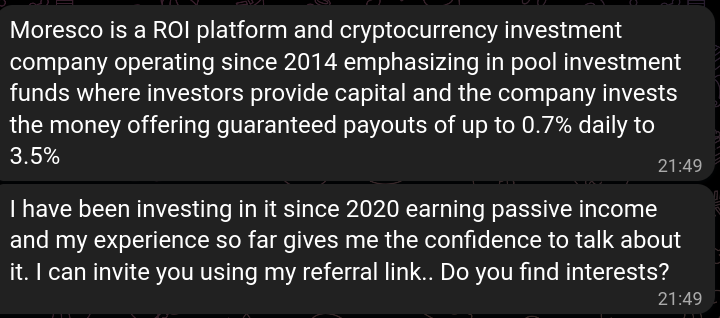 Moresco is a ROI platform and cryptocurrency investment
company operating since 2014 emphasizing in pool investment
funds where investors provide capital and the company invests
the money offering guaranteed payouts of up to 0.7% daily to
3.5%
21:49
I have been investing in it since 2020 earning passive income
and my experience so far gives me the confidence to talk about
it. I can invite you using my referral link.. Do you find interests?
21:49